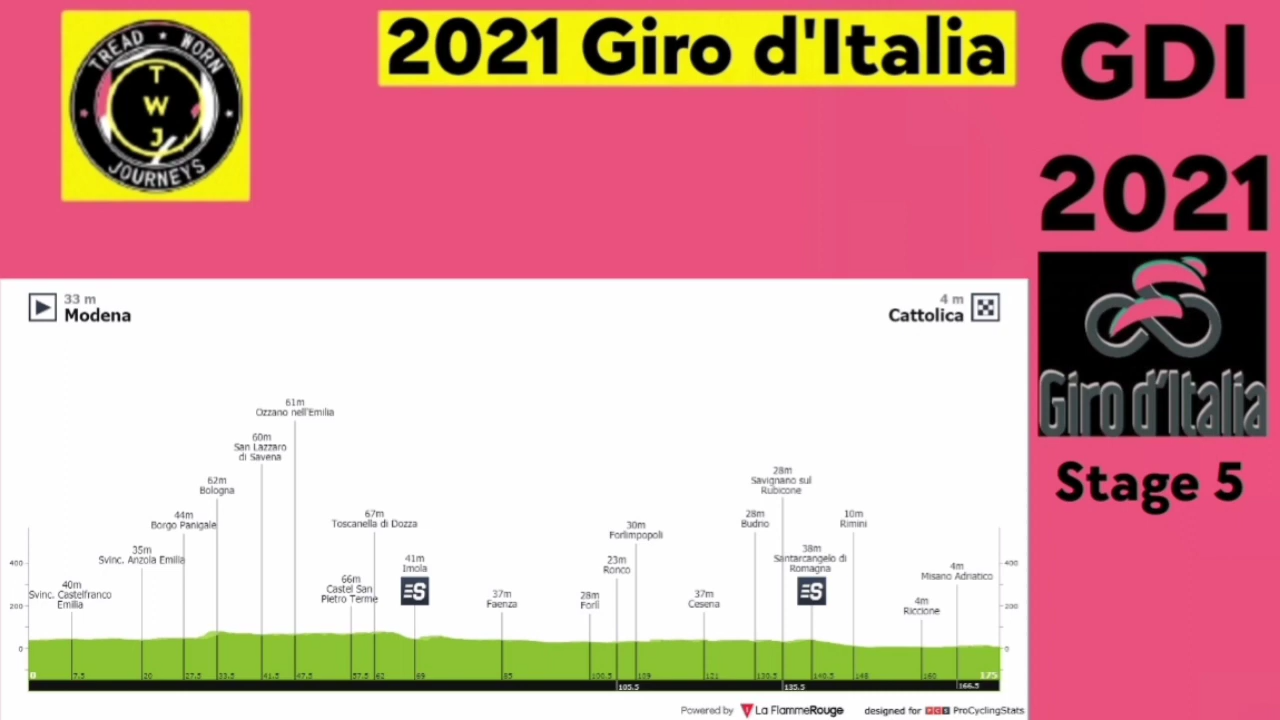 TREAD ★ WORN
T
W
J
JOURNEYS
2021 Giro d'Italia
GDI
2021
Giro d'Italia
Stage 5
33 m
Modena
4 m
Cattolica
61m
Ozzano nell'Emilia
60m
San Lazzaro
di Savena
62m
Bologna
44m
Borgo Panigale
35m
Svinc. Anzola Emilia
40m
Svinc. Castelfranco
Emilia
67m
Toscanella di Dozza
66m
Castel San
Pietro Terme
41m
Imola
S
37m
Faenza
28m
Forlì
23m
Ronco
30m
Forlimpopoli
37m
Cesena
28m
Budrio
28m
Savignano sul
Rubicone
38m
Santarcangelo di
Romagna
S
10m
Rimini
4m
Riccione
4m
Misano Adriatico
400
200
0
400
200
0
0 7.5 20 27.5 33.5 41.5 47.5 57.5 62 69 85 100.5 109 121 130.5 140.5 148 160 175
105.5 135.5 166.5
Powered by La FlammeRouge designed for PCS ProCyclingStats